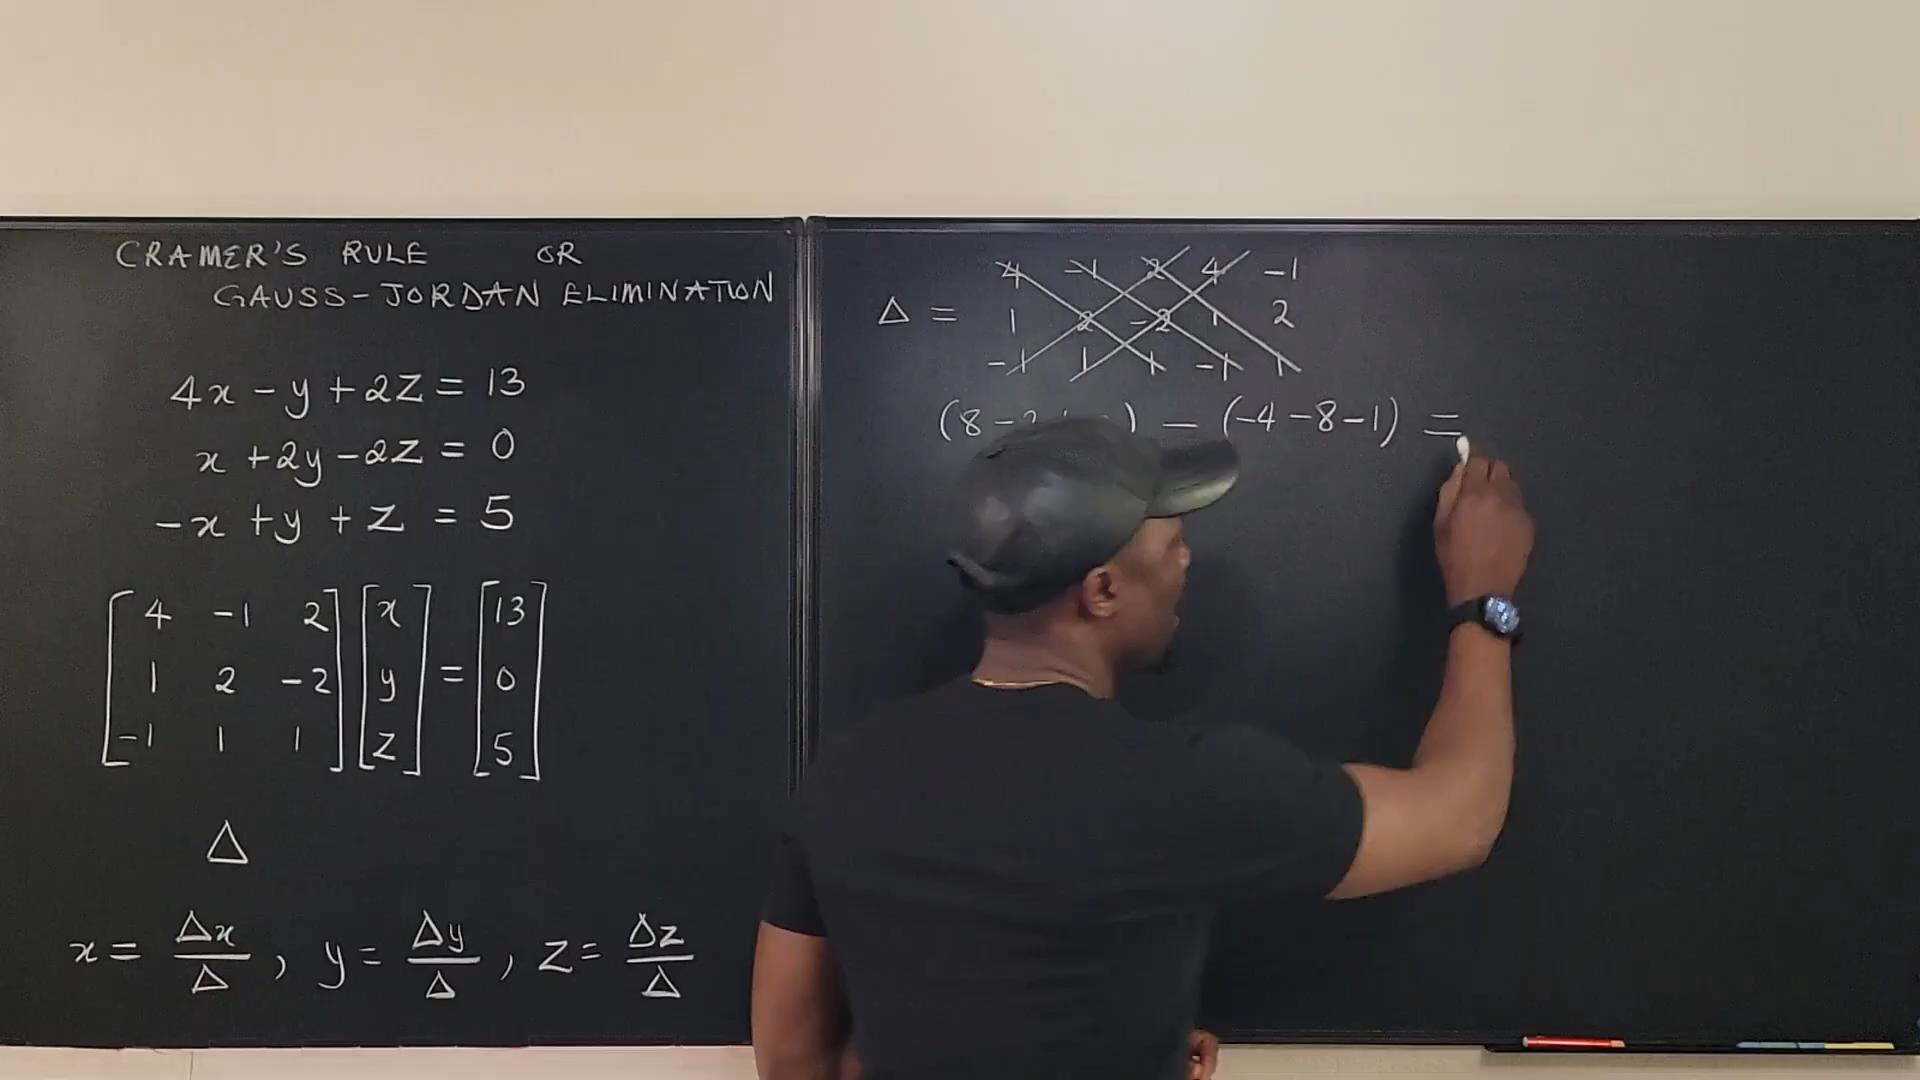 CRAMER'S RULE OR
GAUSS-JORDAN ELIMINATION
4x - y + 2z = 13
x + 2y - 2z = 0
-x + y + z = 5
4 -1 2 x 13
1 2 -2 y = 0
-1 1 1 z 5
Δ
x = Δx/Δ, y = Δy/Δ, z = Δz/Δ
4 -1 2 4 -1
Δ = 1 2 -2 1 2
-1 1 1 -1 1
(8 - 2 ) - (-4 - 8 - 1) =